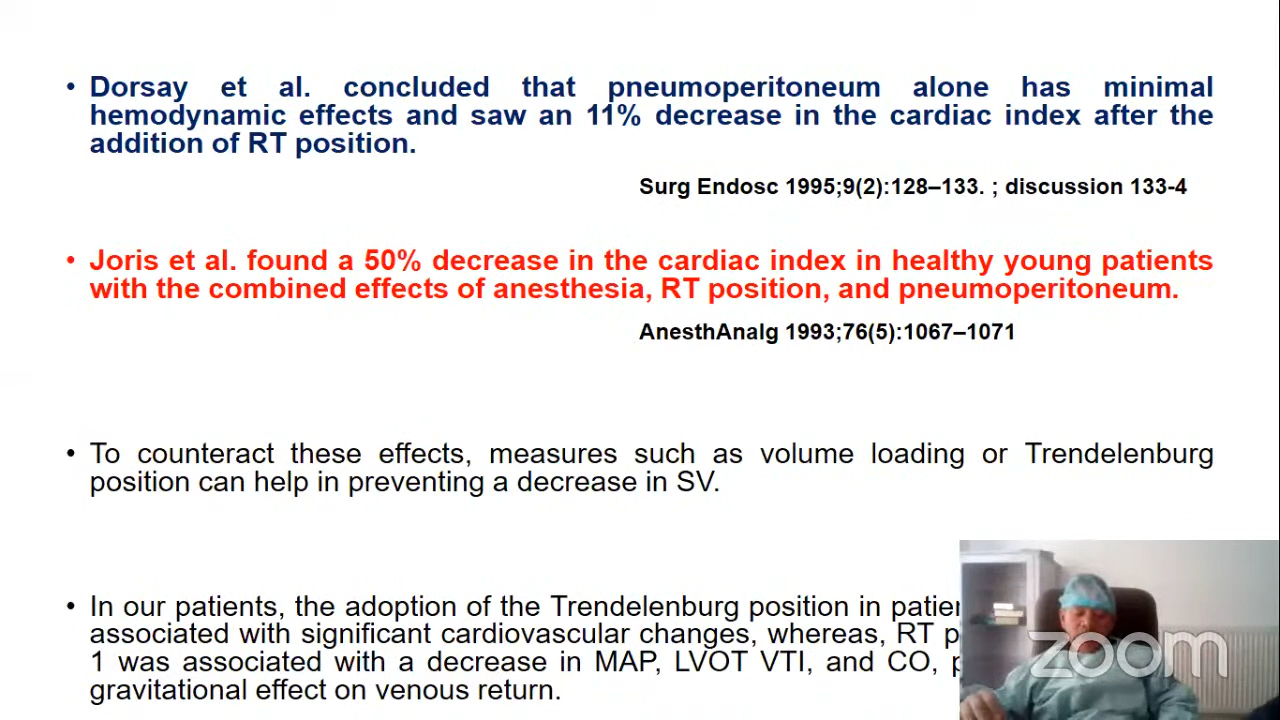 • Dorsay et al. concluded that pneumoperitoneum alone has minimal
hemodynamic effects and saw an 11% decrease in the cardiac index after the
addition of RT position.
Surg Endosc 1995;9(2):128–133. ; discussion 133-4
• Joris et al. found a 50% decrease in the cardiac index in healthy young patients
with the combined effects of anesthesia, RT position, and pneumoperitoneum.
AnesthAnalg 1993;76(5):1067–1071
• To counteract these effects, measures such as volume loading or Trendelenburg
position can help in preventing a decrease in SV.
• In our patients, the adoption of the Trendelenburg position in
associated with significant cardiovascular changes, whereas, RT
1 was associated with a decrease in MAP, LVOT VTI, and CO,
gravitational effect on venous return.
zoom